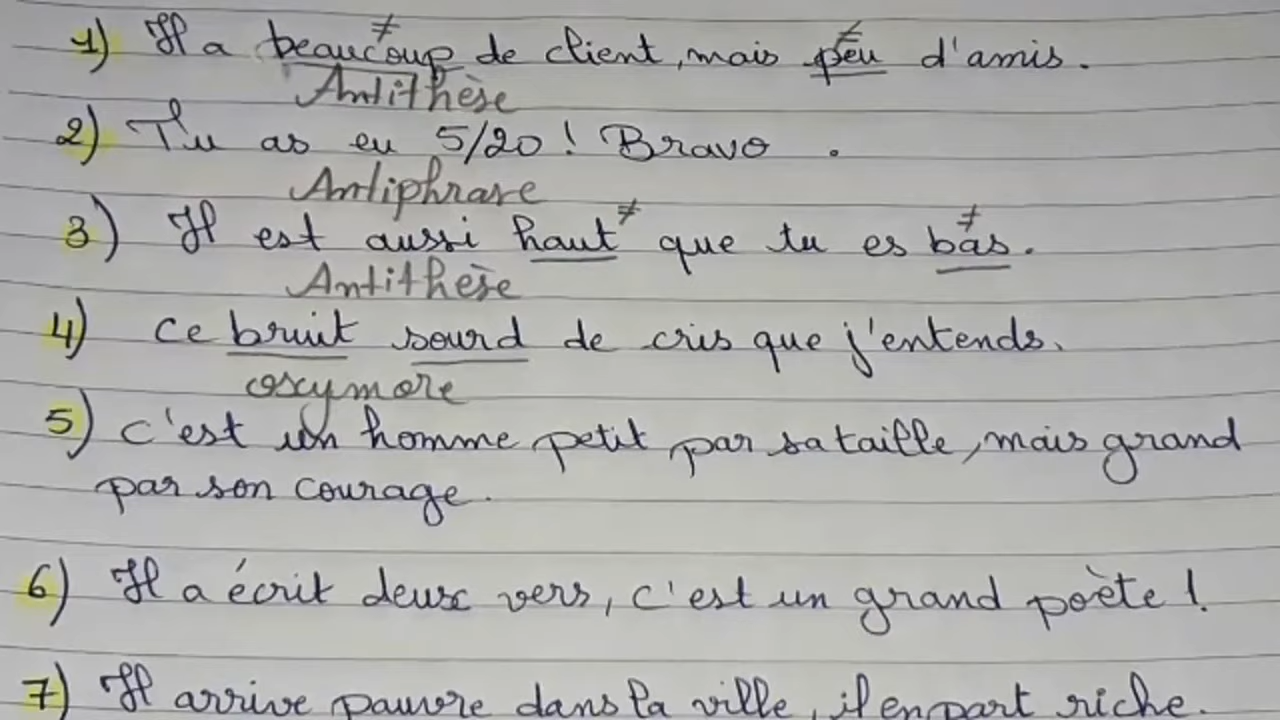 ≠ ≠
1) Il a beaucoup de client, mais peu d'amis.
Antithèse
2) Tu as eu 5/20 ! Bravo .
Antiphrase
≠ ≠
3) Il est aussi haut que tu es bas.
Antithèse
4) Ce bruit sourd de cris que j'entends.
oxymore
5) C'est un homme petit par sa taille, mais grand
par son courage.
6) Il a écrit deux vers, c'est un grand poète !
7) Il arrive pauvre dans la ville, il en part riche.